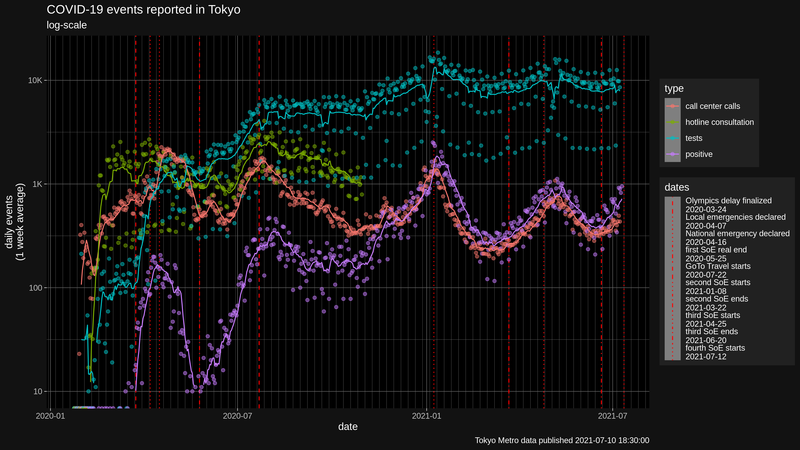 COVID-19 events reported in Tokyo
log-scale
10K
1K
100
10
daily events
(1 week average)
2020-01
2020-07
2021-01
2021-07
date
type
call center calls
hotline consultation
tests
positive
dates
Olympics delay finalized
2020-03-24
Local emergencies declared
2020-04-07
National emergency declared
2020-04-16
first SoE real end
2020-05-25
GoTo Travel starts
2020-07-22
second SoE starts
2021-01-08
second SoE ends
2021-03-22
third SoE starts
2021-04-25
third SoE ends
2021-06-20
fourth SoE starts
2021-07-12
Tokyo Metro data published 2021-07-10 18:30:00